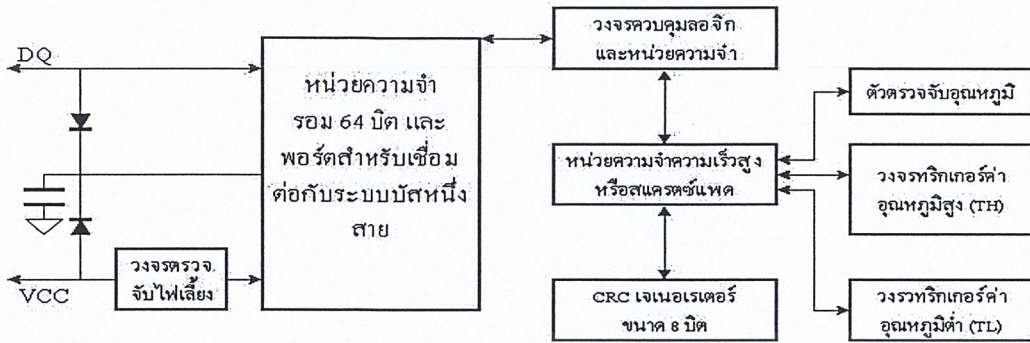 DQ
VCC
วงจรตรวจ
จับไฟเลี้ยง
หน่วยความจำ
รอม 64 บิต และ
พอร์ตสำหรับเชื่อม
ต่อกับระบบบัสหนึ่ง
สาย
วงจรควบคุมลอจิก
และหน่วยความจำ
หน่วยความจำความเร็วสูง
หรือสแครตซ์แพด
CRC เจเนอเรเตอร์
ขนาด 8 บิต
ตัวตรวจจับอุณหภูมิ
วงจรทริกเกอร์ค่า
อุณหภูมิสูง (TH)
วงรวทริกเกอร์ค่า
อุณหภูมิต่ำ (TL)